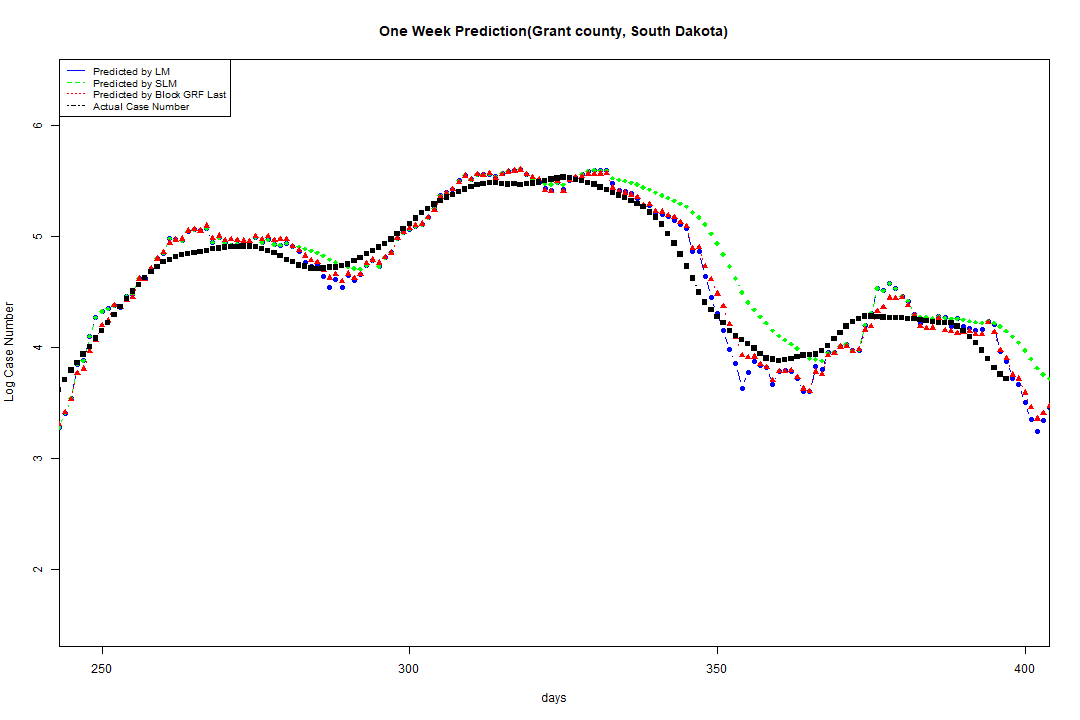 One Week Prediction(Grant county, South Dakota)
Predicted by LM
Predicted by SLM
Predicted by Block GRF Last
Actual Case Number
6
5
4
3
2
Log Case Number
250 300 350 400
days